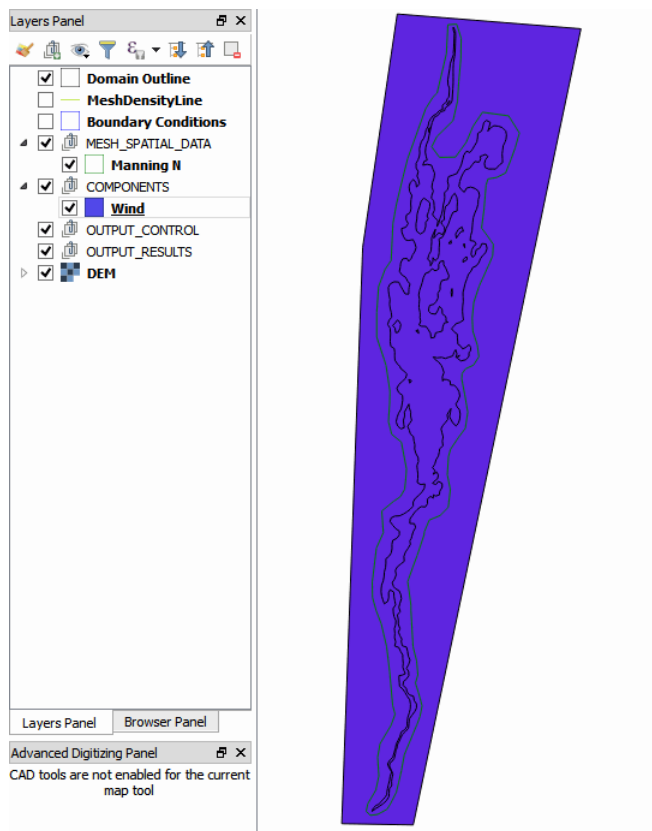 Layers Panel
Domain Outline
MeshDensityLine
Boundary Conditions
MESH_SPATIAL_DATA
Manning N
COMPONENTS
Wind
OUTPUT_CONTROL
OUTPUT_RESULTS
DEM
Layers Panel Browser Panel
Advanced Digitizing Panel
CAD tools are not enabled for the current
map tool